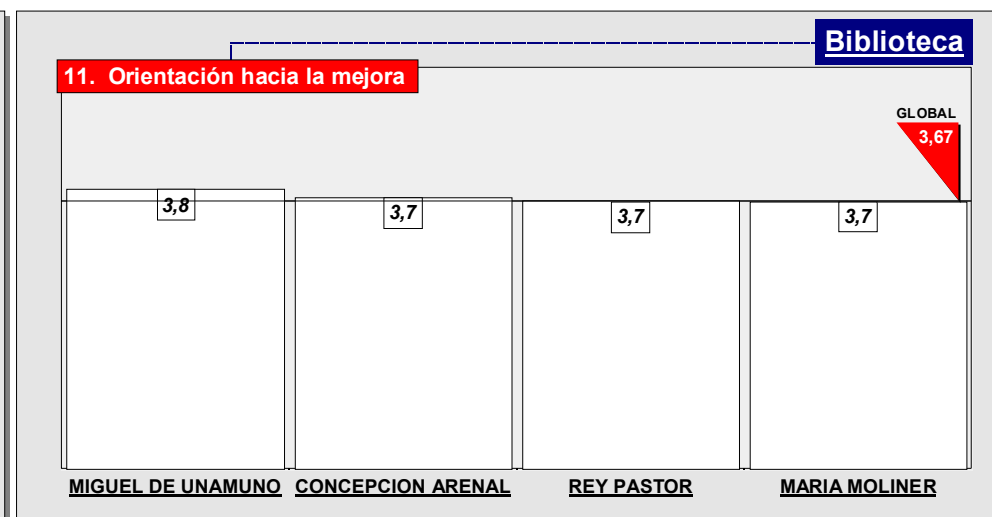 Biblioteca
11. Orientación hacia la mejora
GLOBAL
3,67
3,8
3,7
3,7
3,7
MIGUEL DE UNAMUNO
CONCEPCION ARENAL
REY PASTOR
MARIA MOLINER